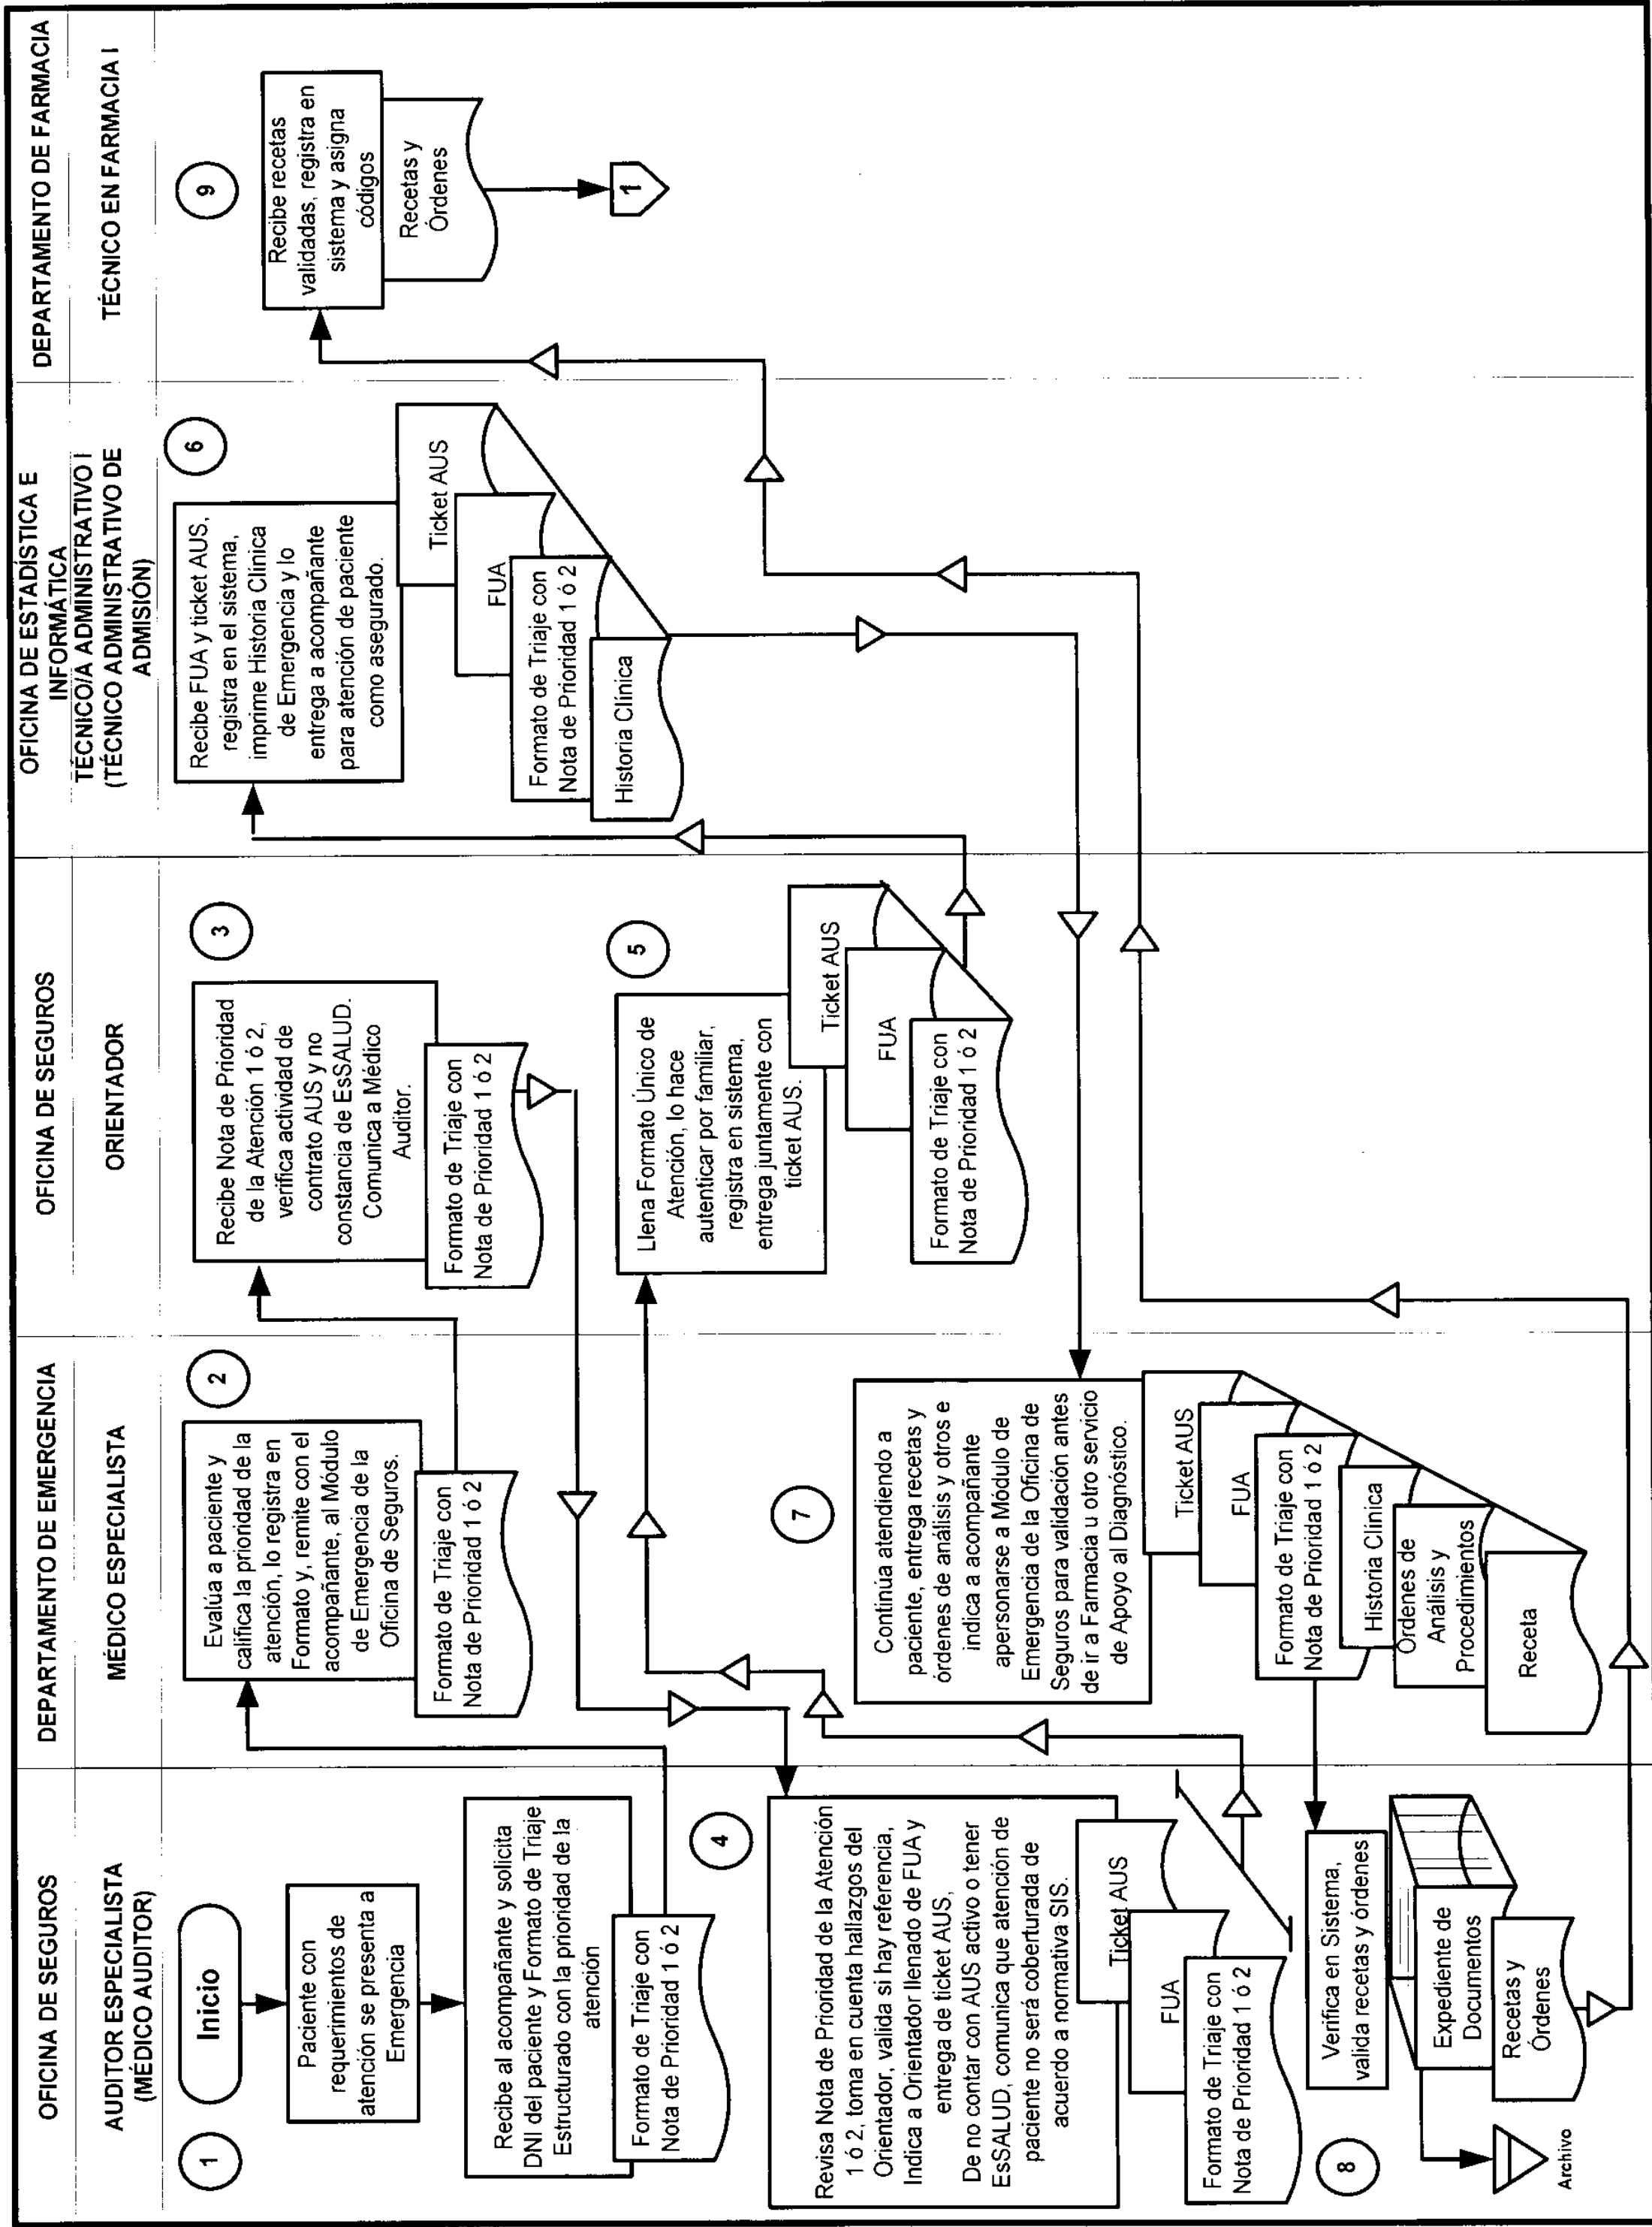 OFICINA DE SEGUROS
AUDITOR ESPECIALISTA
(MÉDICO AUDITOR)
DEPARTAMENTO DE EMERGENCIA
MÉDICO ESPECIALISTA
OFICINA DE SEGUROS
ORIENTADOR
OFICINA DE ESTADÍSTICA E
INFORMÁTICA
TÉCNICO/A ADMINISTRATIVO I
(TÉCNICO ADMINISTRATIVO DE
ADMISIÓN)
DEPARTAMENTO DE FARMACIA
TÉCNICO EN FARMACIA I
1
Inicio
Paciente con
requerimientos de
atención se presenta a
Emergencia
Recibe al acompañante y solicita
DNI del paciente y Formato de Triaje
Estructurado con la prioridad de la
atención
Formato de Triaje con
Nota de Prioridad 1 ó 2
2
Evalúa a paciente y
califica la prioridad de la
atención, lo registra en
Formato y, remite con el
acompañante, al Módulo
de Emergencia de la
Oficina de Seguros.
Formato de Triaje con
Nota de Prioridad 1 ó 2
3
Recibe Nota de Prioridad
de la Atención 1 ó 2,
verifica actividad de
contrato AUS y no
constancia de EsSALUD.
Comunica a Médico
Auditor.
Formato de Triaje con
Nota de Prioridad 1 ó 2
4
Revisa Nota de Prioridad de la Atención
1 ó 2, toma en cuenta hallazgos del
Orientador, valida si hay referencia,
Indica a Orientador llenado de FUA y
entrega de ticket AUS,
De no contar con AUS activo o tener
EsSALUD, comunica que atención de
paciente no será coberturada de
acuerdo a normativa SIS.
Ticket AUS
FUA
Formato de Triaje con
Nota de Prioridad 1 ó 2
5
Llena Formato Único de
Atención, lo hace
autenticar por familiar,
registra en sistema,
entrega juntamente con
ticket AUS.
Ticket AUS
FUA
Formato de Triaje con
Nota de Prioridad 1 ó 2
6
Recibe FUA y ticket AUS,
registra en el sistema,
imprime Historia Clínica
de Emergencia y lo
entrega a acompañante
para atención de paciente
como asegurado.
Ticket AUS
FUA
Formato de Triaje con
Nota de Prioridad 1 ó 2
Historia Clínica
7
Continúa atendiendo a
paciente, entrega recetas y
órdenes de análisis y otros e
indica a acompañante
apersonarse a Módulo de
Emergencia de la Oficina de
Seguros para validación antes
de ir a Farmacia u otro servicio
de Apoyo al Diagnóstico.
Ticket AUS
FUA
Formato de Triaje con
Nota de Prioridad 1 ó 2
Historia Clínica
Ordenes de
Análisis y
Procedimientos
Receta
8
Verifica en Sistema,
valida recetas y órdenes
Expediente de
Documentos
Recetas y
Órdenes
Archivo
9
Recibe recetas
validadas, registra en
sistema y asigna
códigos
Recetas y
Órdenes
1